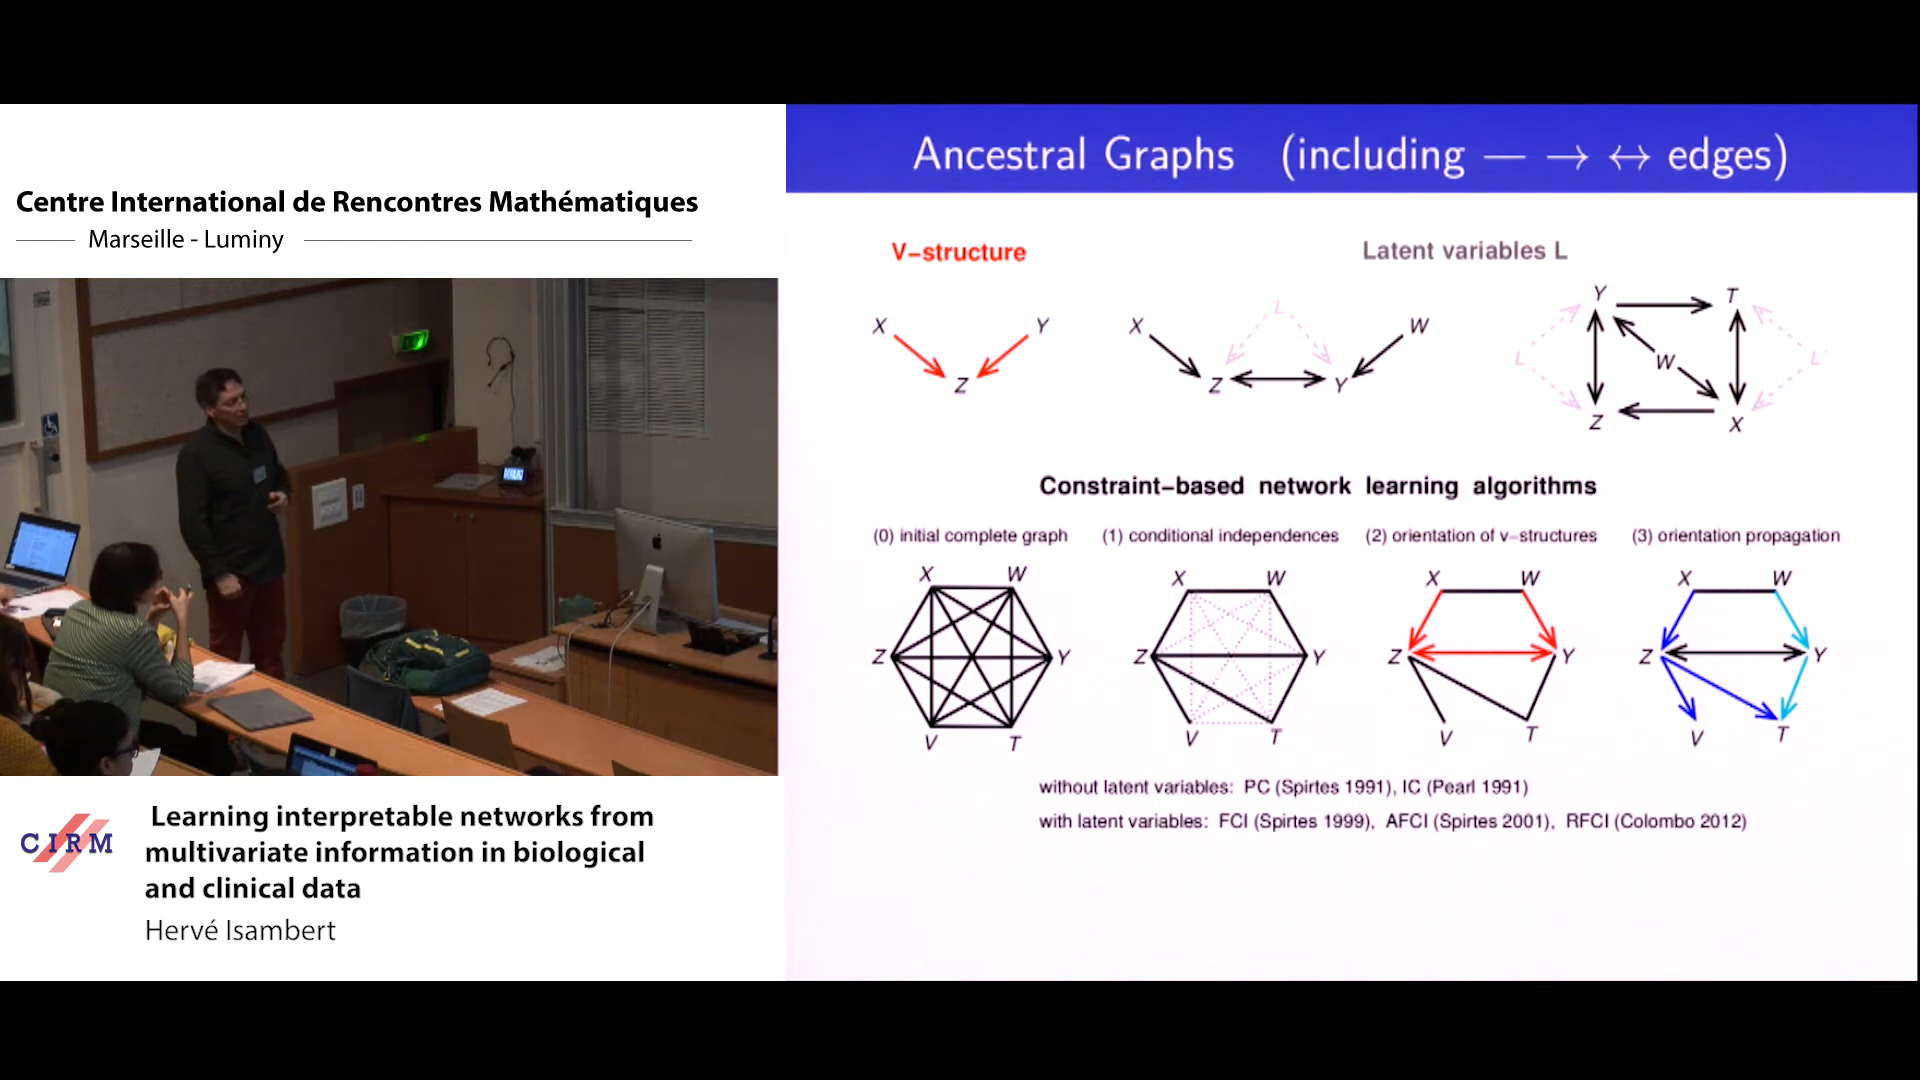 Centre International de Rencontres Mathématiques
Marseille - Luminy
CIRM
Learning interpretable networks from
multivariate information in biological
and clinical data
Hervé Isambert
Ancestral Graphs (including — → ↔ edges)
V–structure
Latent variables L
X Y Z
X L W Z Y
Y T L W L Z X
Constraint–based network learning algorithms
(0) initial complete graph
(1) conditional independences
(2) orientation of v–structures
(3) orientation propagation
X W Z Y V T
X W Z Y V T
X W Z Y V T
X W Z Y V T
without latent variables: PC (Spirtes 1991), IC (Pearl 1991)
with latent variables: FCI (Spirtes 1999), AFCI (Spirtes 2001), RFCI (Colombo 2012)